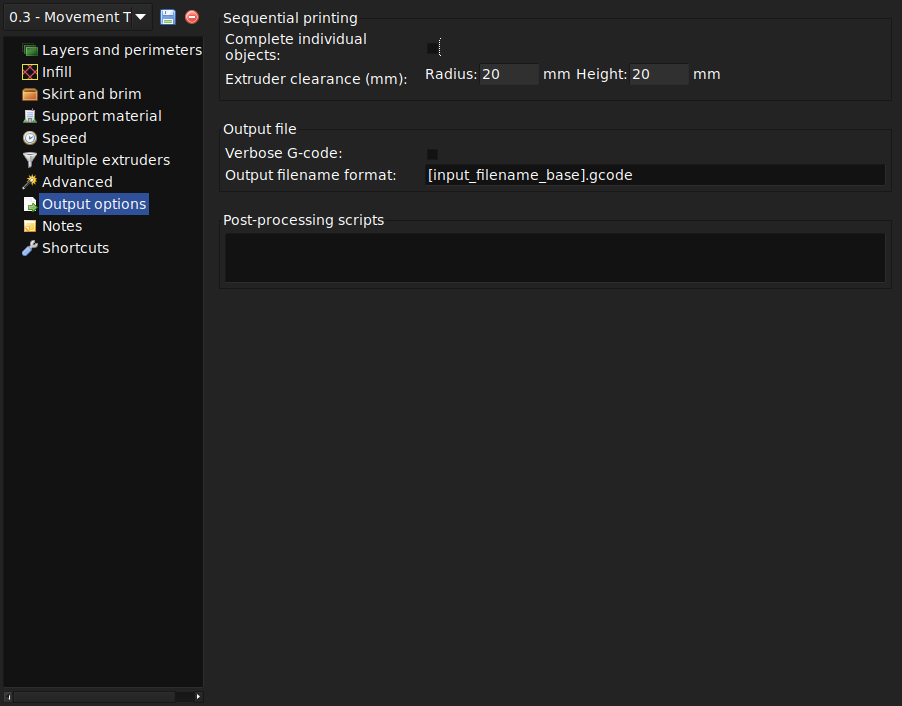 0.3 - Movement T
Layers and perimeters
Infill
Skirt and brim
Support material
Speed
Multiple extruders
Advanced
Output options
Notes
Shortcuts
Sequential printing
Complete individual
objects:
Extruder clearance (mm): Radius: 20 mm Height: 20 mm
Output file
Verbose G-code:
Output filename format: [input_filename_base].gcode
Post-processing scripts